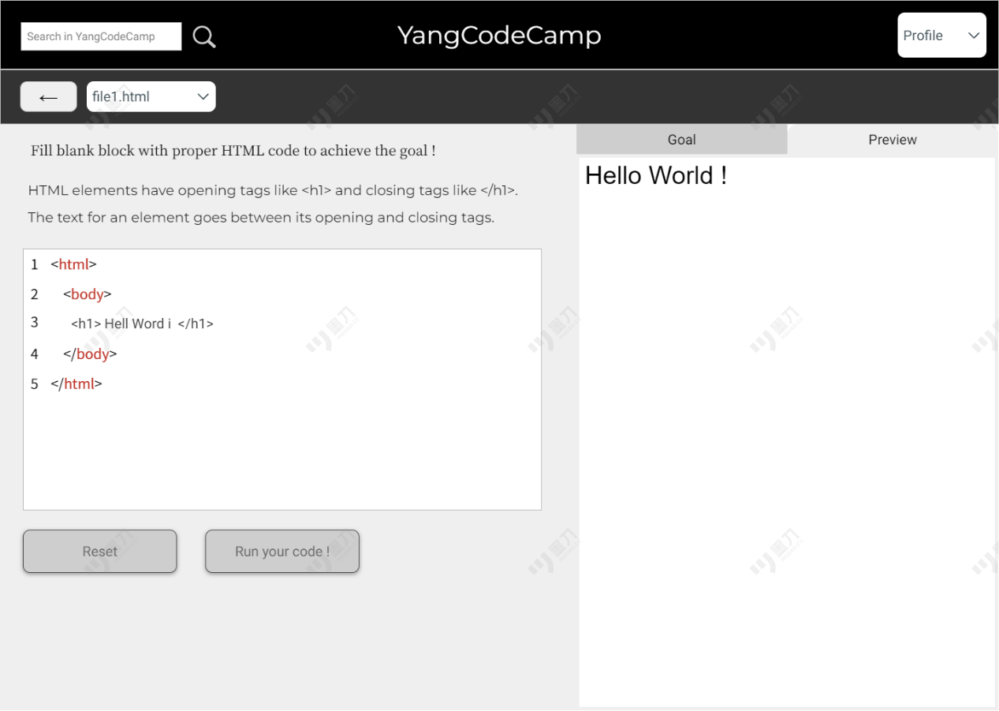 Search in YangCodeCamp
YangCodeCamp
Profile
←
file1.html
Fill blank block with proper HTML code to achieve the goal !
HTML elements have opening tags like <h1> and closing tags like </h1>.
The text for an element goes between its opening and closing tags.
1 <html>
2 <body>
3 <h1> Hell Word i </h1>
4 </body>
5 </html>
Reset
Run your code !
Goal
Preview
Hello World !
墨刀